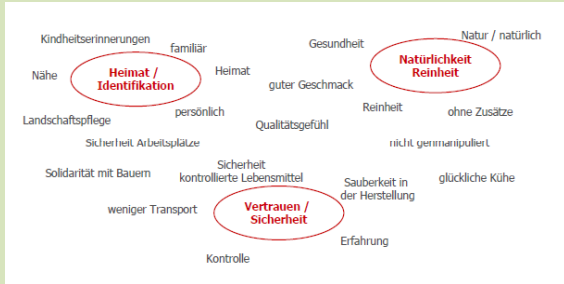 Kindheitserinnerungen
familiär
Gesundheit
Natur / natürlich
Nähe
Heimat /
Identifikation
Heimat
Natürlichkeit
Reinheit
guter Geschmack
Landschaftspflege
persönlich
Qualitätsgefühl
Reinheit
ohne Zusätze
Sicherheit Arbeitsplätze
nicht genmanipuliert
Solidarität mit Bauern
Sicherheit
kontrollierte Lebensmittel
Sauberkeit in
der Herstellung
glückliche Kühe
weniger Transport
Vertrauen /
Sicherheit
Erfahrung
Kontrolle